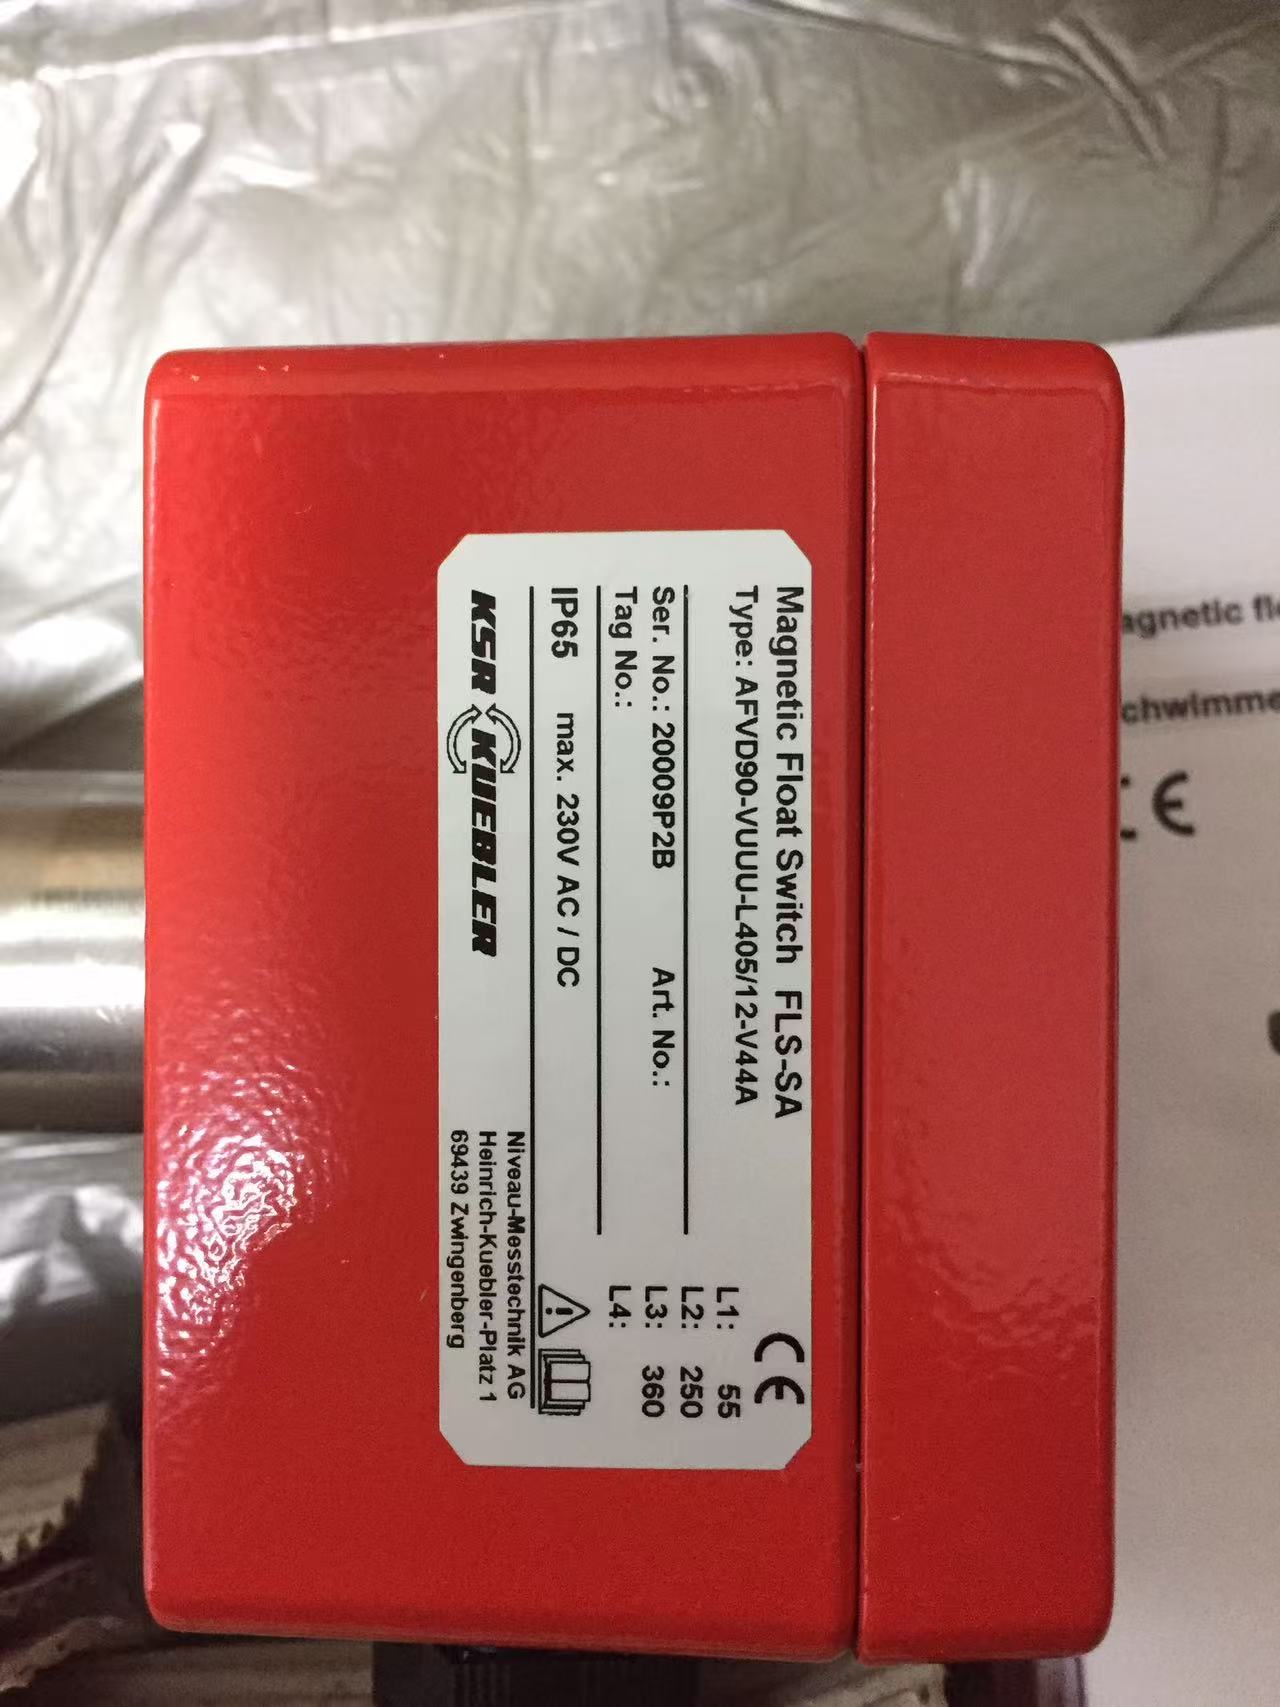 Magnetic Float Switch FLS-SA
Type: AFVD90-VUUU-L405/12-V44A
CE
L1: 55
L2: 250
L3: 360
L4:
Ser. No.: 20009P2B Art. No.:
Tag No.:
IP65 max. 230V AC / DC
KSR KUEBLER
Niveau-Messtechnik AG
Heinrich-Kuebler-Platz 1
69439 Zwingenberg
agnetic flo
chwimme
CE